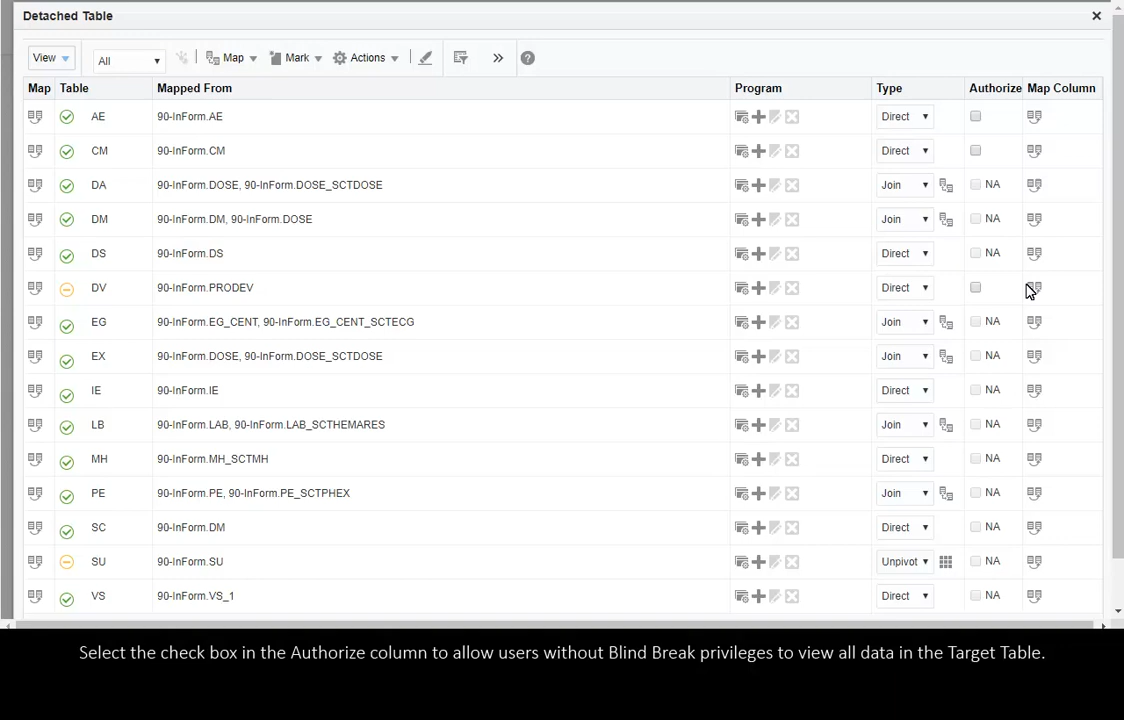 Detached Table
View All Map Mark Actions
Map Table Mapped From Program Type Authorize Map Column
AE 90-InForm.AE Direct
CM 90-InForm.CM Direct
DA 90-InForm.DOSE, 90-InForm.DOSE_SCTDOSE Join NA
DM 90-InForm.DM, 90-InForm.DOSE Join NA
DS 90-InForm.DS Direct NA
DV 90-InForm.PRODEV Direct
EG 90-InForm.EG_CENT, 90-InForm.EG_CENT_SCTECG Join NA
EX 90-InForm.DOSE, 90-InForm.DOSE_SCTDOSE Join NA
IE 90-InForm.IE Direct NA
LB 90-InForm.LAB, 90-InForm.LAB_SCTHEMARES Join NA
MH 90-InForm.MH_SCTMH Direct NA
PE 90-InForm.PE, 90-InForm.PE_SCTPHEX Join NA
SC 90-InForm.DM Direct NA
SU 90-InForm.SU Unpivot NA
VS 90-InForm.VS_1 Direct NA
Select the check box in the Authorize column to allow users without Blind Break privileges to view all data in the Target Table.